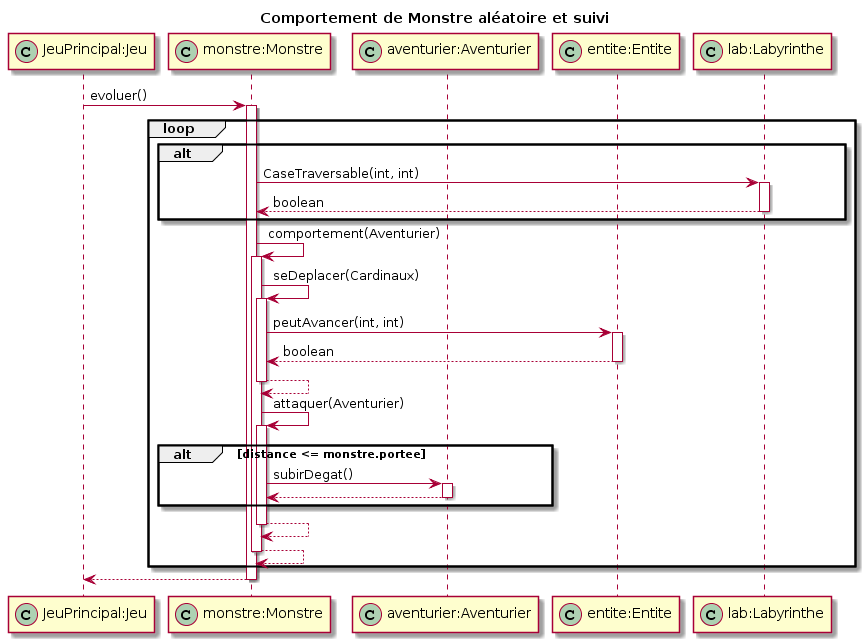 Comportement de Monstre aléatoire et suivi
C JeuPrincipal:Jeu C monstre:Monstre C aventurier:Aventurier C entite:Entite C lab:Labyrinthe
evoluer()
loop
alt
CaseTraversable(int, int)
boolean
comportement(Aventurier)
seDeplacer(Cardinaux)
peutAvancer(int, int)
boolean
attaquer(Aventurier)
alt [distance <= monstre.portee]
subirDegat()
C JeuPrincipal:Jeu C monstre:Monstre C aventurier:Aventurier C entite:Entite C lab:Labyrinthe